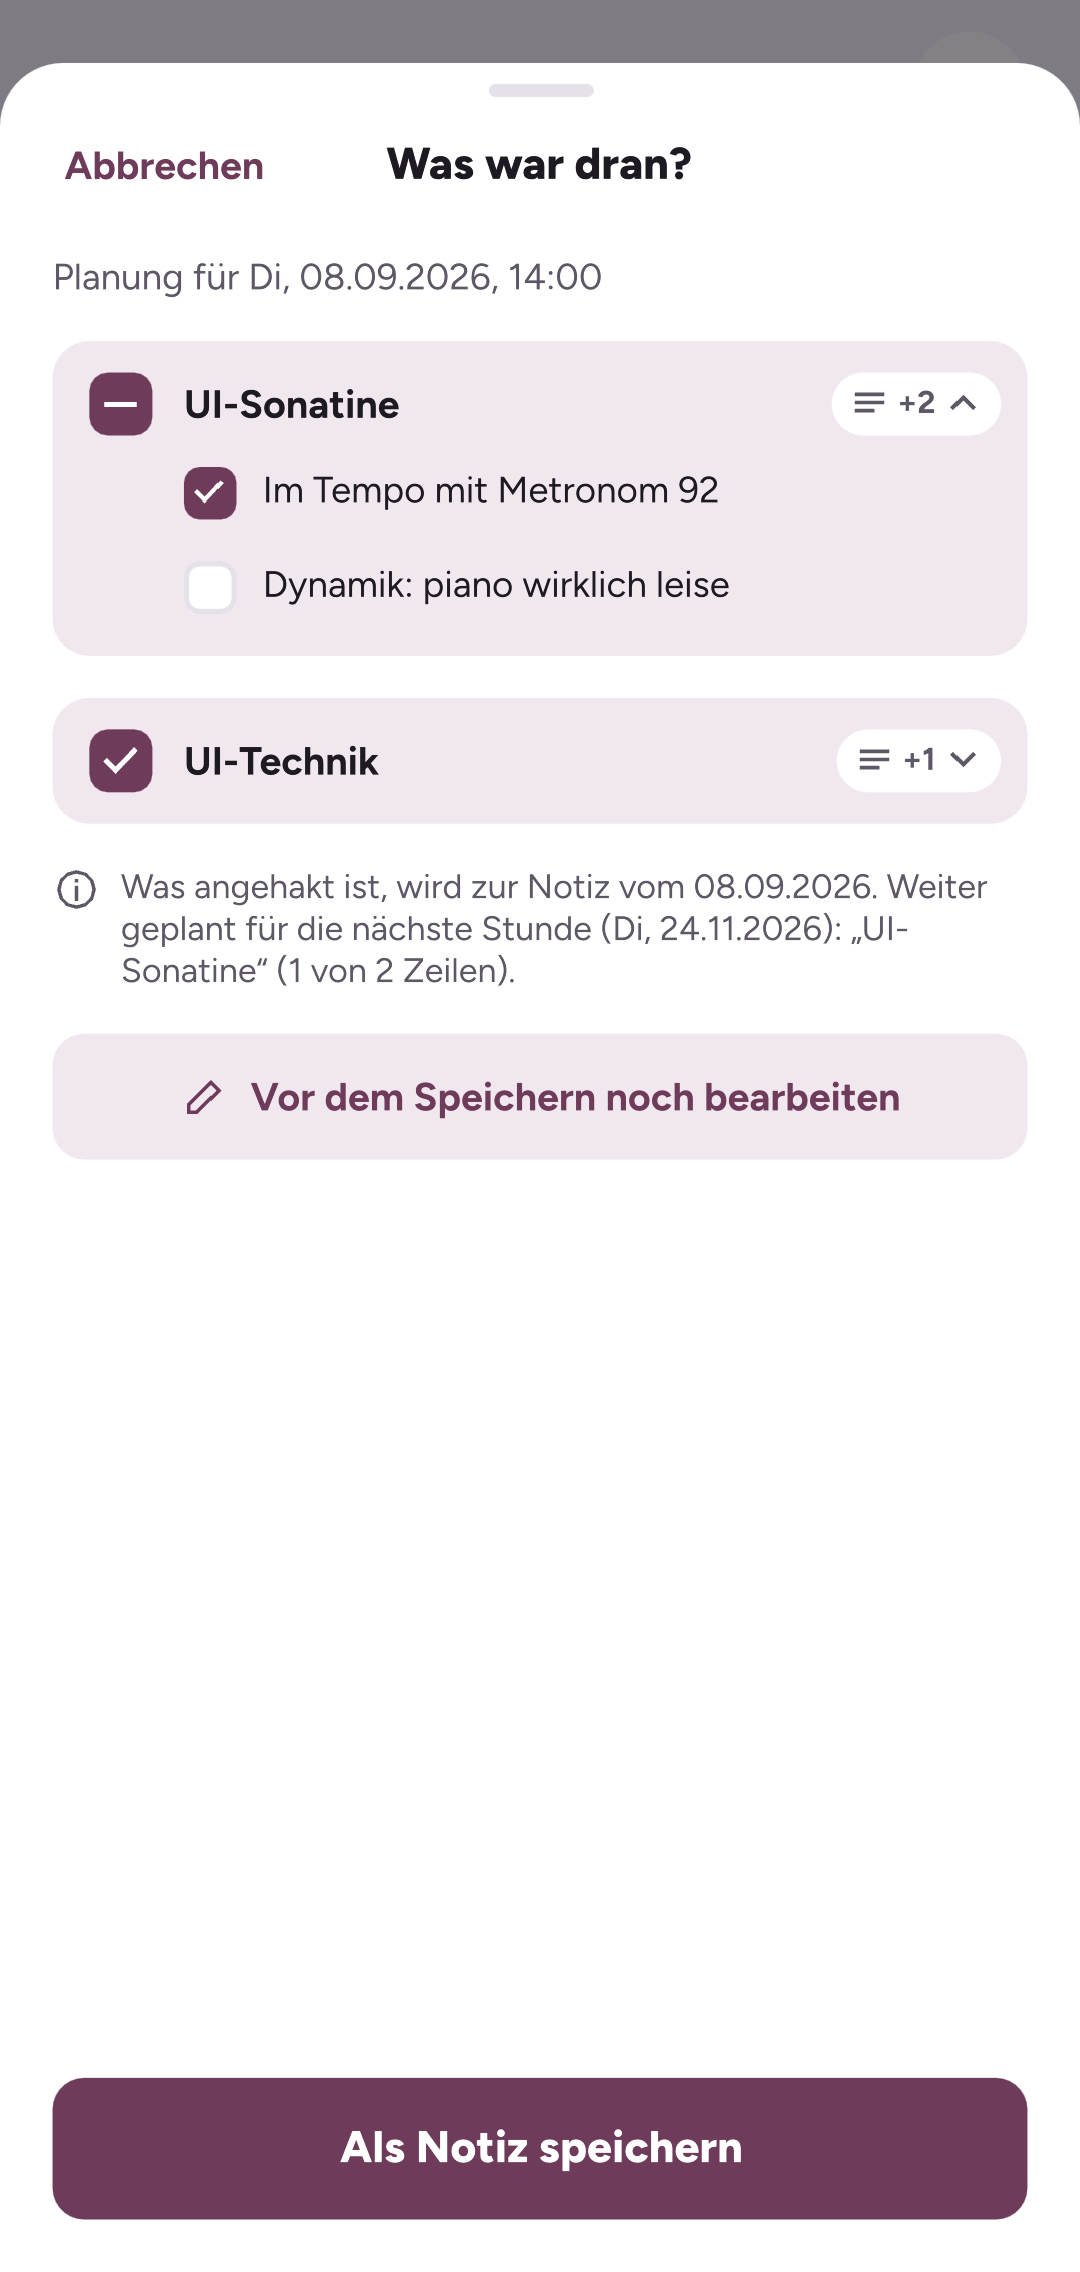 Abbrechen
Was war dran?
Planung für Di, 08.09.2026, 14:00
UI-Sonatine
+2
Im Tempo mit Metronom 92
Dynamik: piano wirklich leise
UI-Technik
+1
Was angehakt ist, wird zur Notiz vom 08.09.2026. Weiter
geplant für die nächste Stunde (Di, 24.11.2026): „UI-
Sonatine“ (1 von 2 Zeilen).
Vor dem Speichern noch bearbeiten
Als Notiz speichern